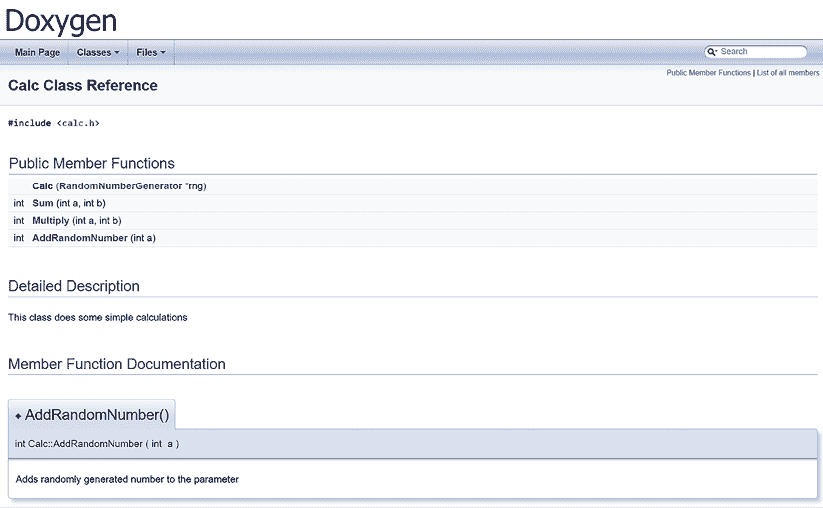 Doxygen
Main Page Classes Files Search
Public Member Functions | List of all members
Calc Class Reference
#include <calc.h>
Public Member Functions
Calc (RandomNumberGenerator *rng)
int Sum (int a, int b)
int Multiply (int a, int b)
int AddRandomNumber (int a)
Detailed Description
This class does some simple calculations
Member Function Documentation
AddRandomNumber()
int Calc::AddRandomNumber ( int a )
Adds randomly generated number to the parameter